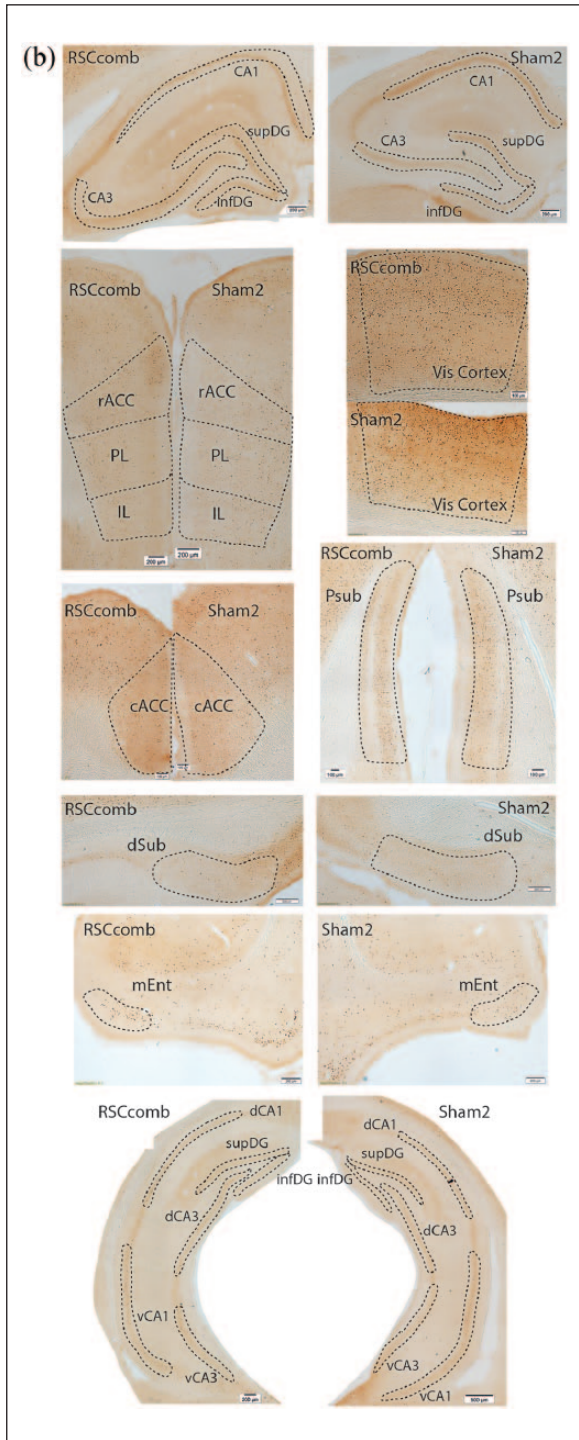 (b)
RSCcomb
CA1
supDG
CA3
infDG
Sham2
CA1
CA3
supDG
infDG
RSCcomb
Sham2
rACC
rACC
PL
PL
IL
IL
200 µm
200 µm
RSCcomb
Vis Cortex
Sham2
Vis Cortex
RSCcomb
Sham2
cACC
cACC
RSCcomb
Sham2
Psub
Psub
100 µm
100 µm
RSCcomb
dSub
Sham2
dSub
RSCcomb
mEnt
Sham2
mEnt
RSCcomb
dCA1
supDG
infDG
dCA3
vCA1
vCA3
200 µm
Sham2
dCA1
supDG
infDG
dCA3
vCA3
vCA1
500 µm